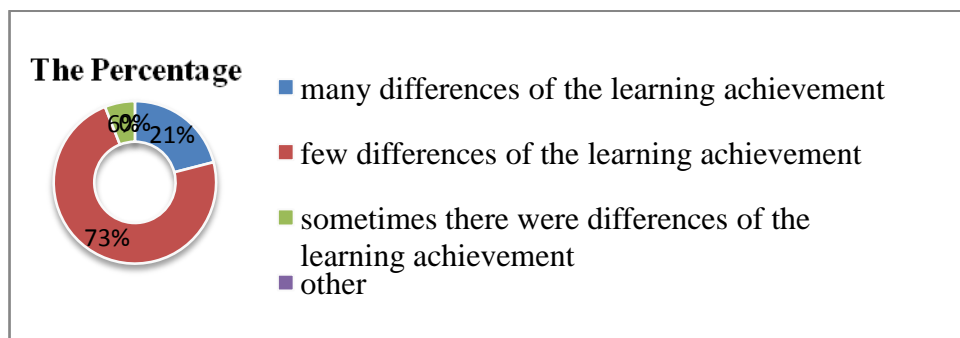 The Percentage
6%
0%
21%
73%
many differences of the learning achievement
few differences of the learning achievement
sometimes there were differences of the
learning achievement
other